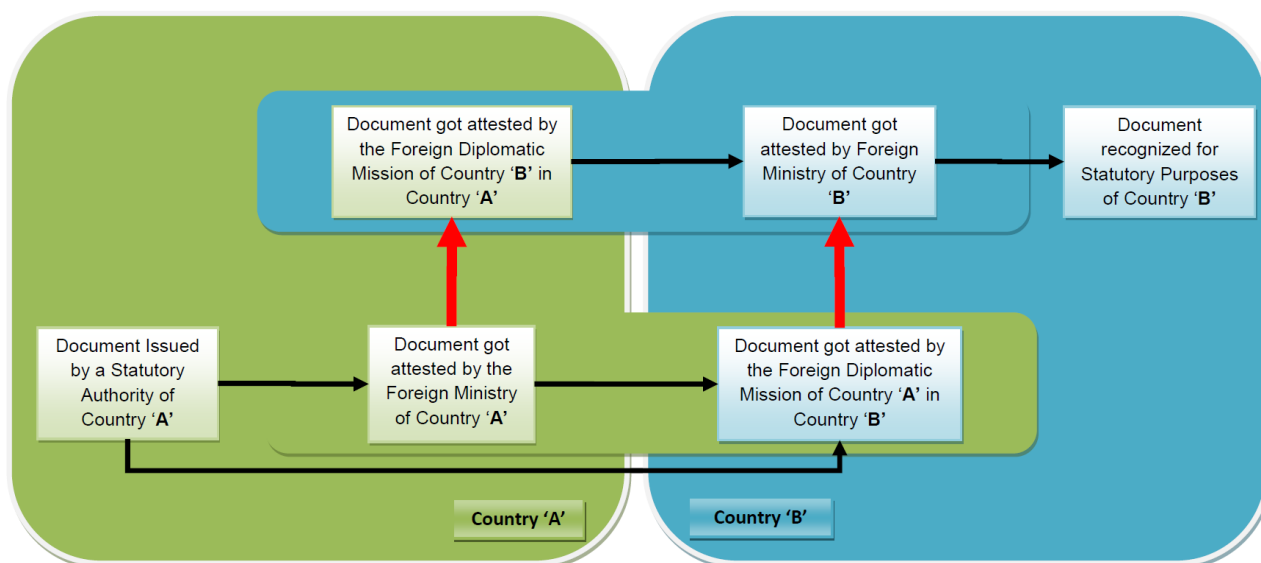 Document got attested by
the Foreign Diplomatic
Mission of Country ‘B’ in
Country ‘A’
Document got
attested by Foreign
Ministry of Country
‘B’
Document
recognized for
Statutory Purposes
of Country ‘B’
Document Issued
by a Statutory
Authority of
Country ‘A’
Document got
attested by the
Foreign Ministry
of Country ‘A’
Document got attested by
the Foreign Diplomatic
Mission of Country ‘A’ in
Country ‘B’
Country ‘A’
Country ‘B’